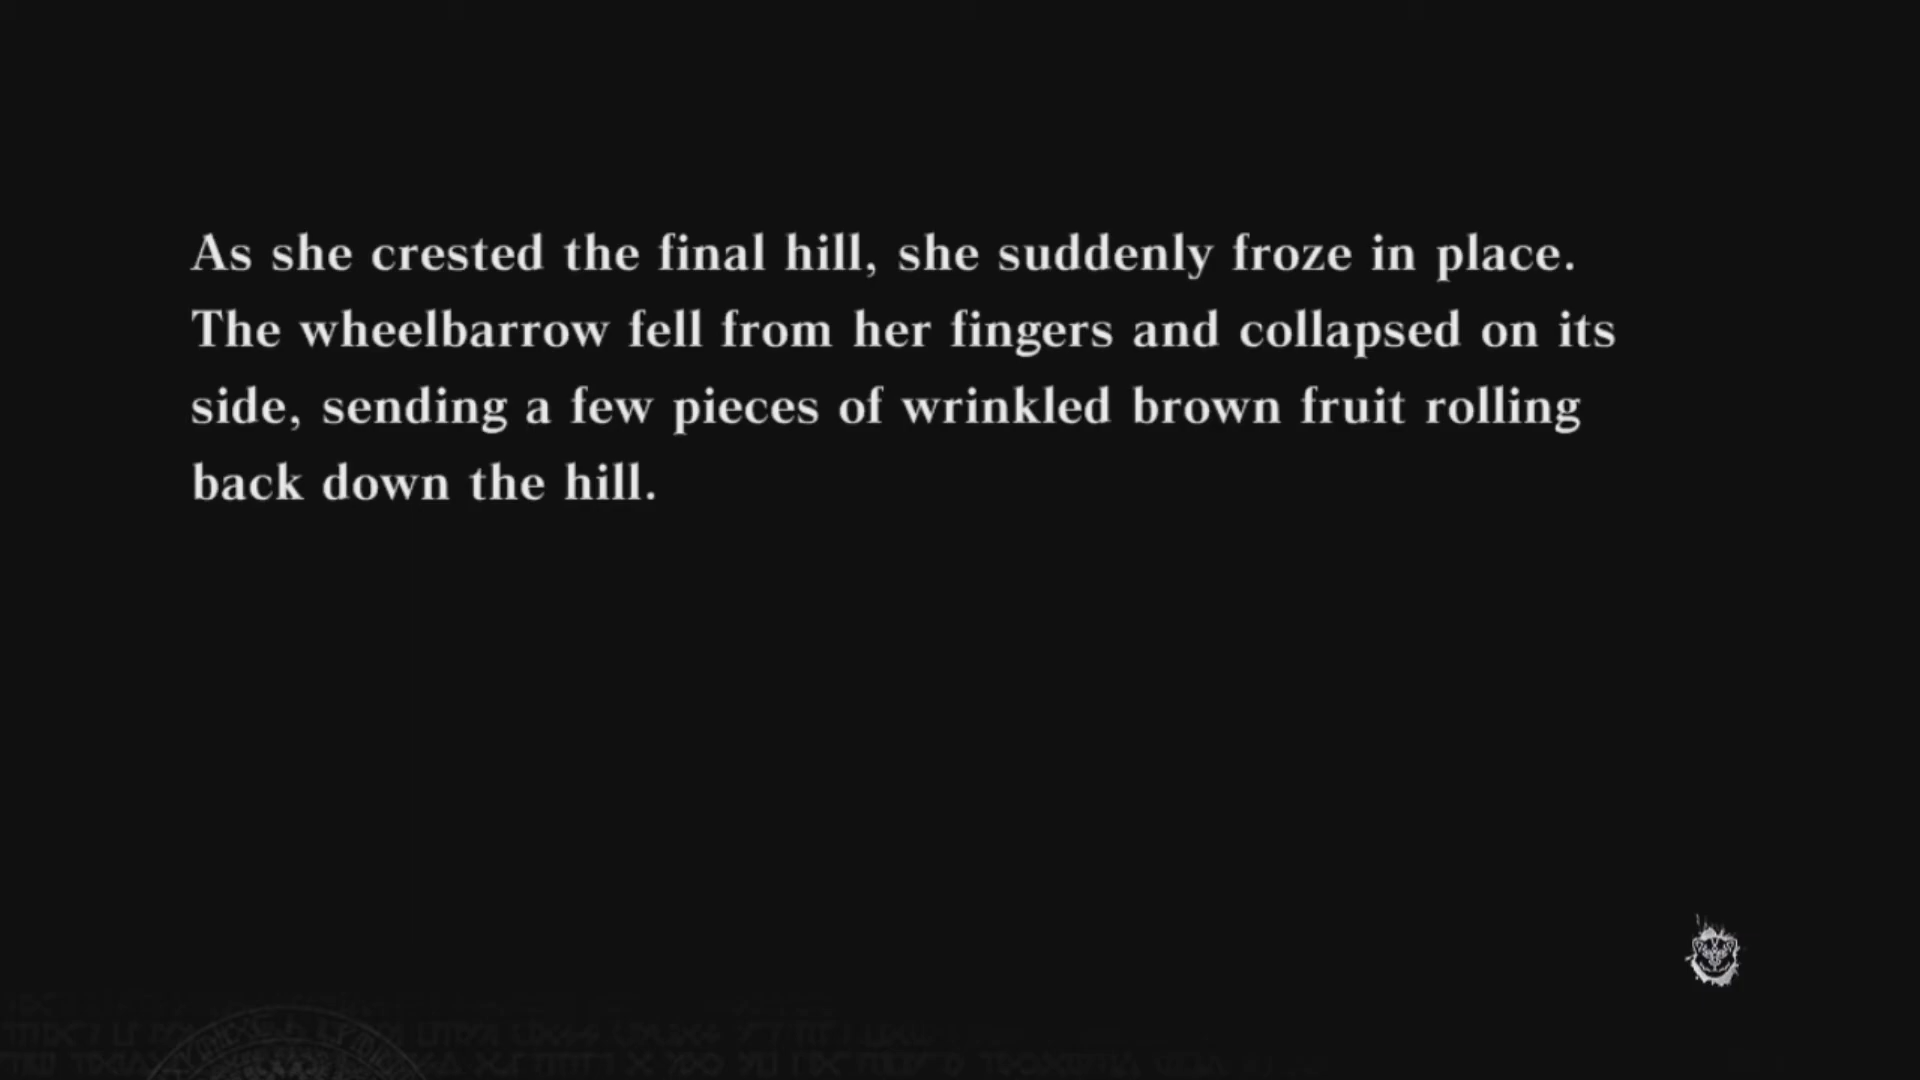 As she crested the final hill, she suddenly froze in place.
The wheelbarrow fell from her fingers and collapsed on its
side, sending a few pieces of wrinkled brown fruit rolling
back down the hill.